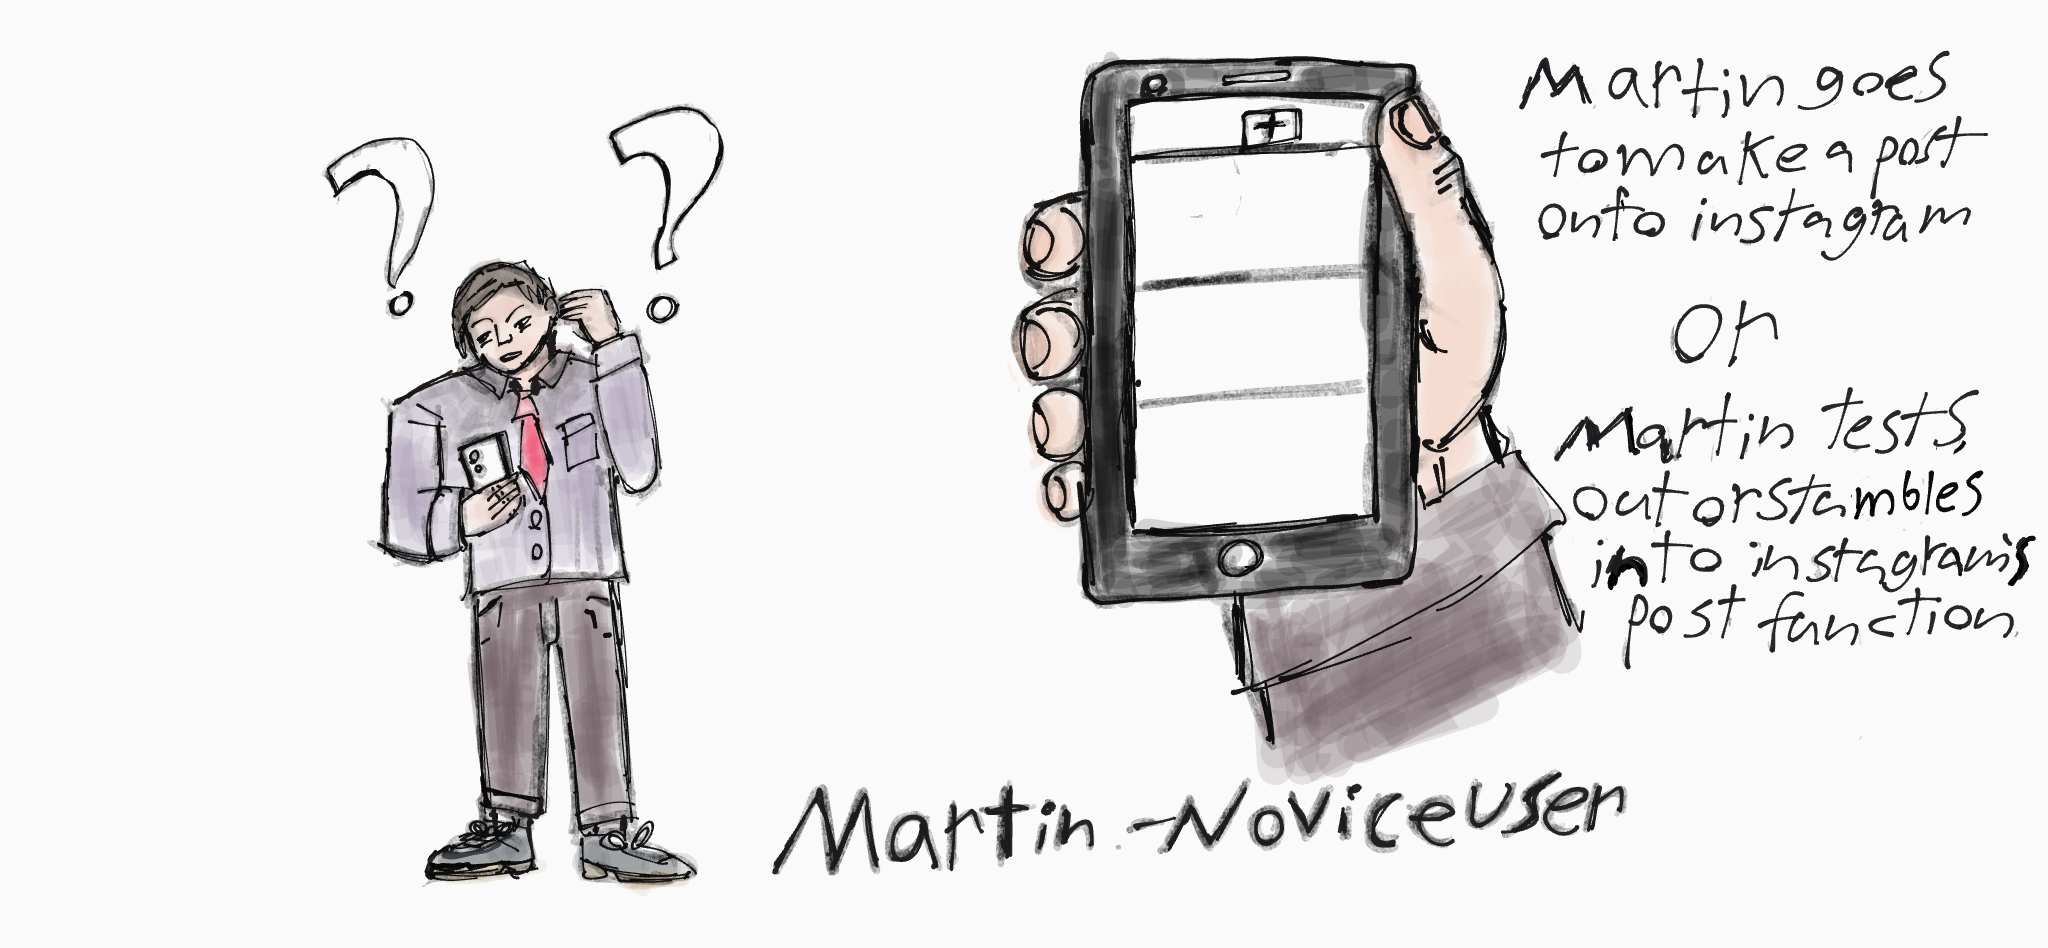 Martin goes
to make a post
onto instagram
or
Martin tests
out or stumbles
into instagram's
post function
Martin - Novice user